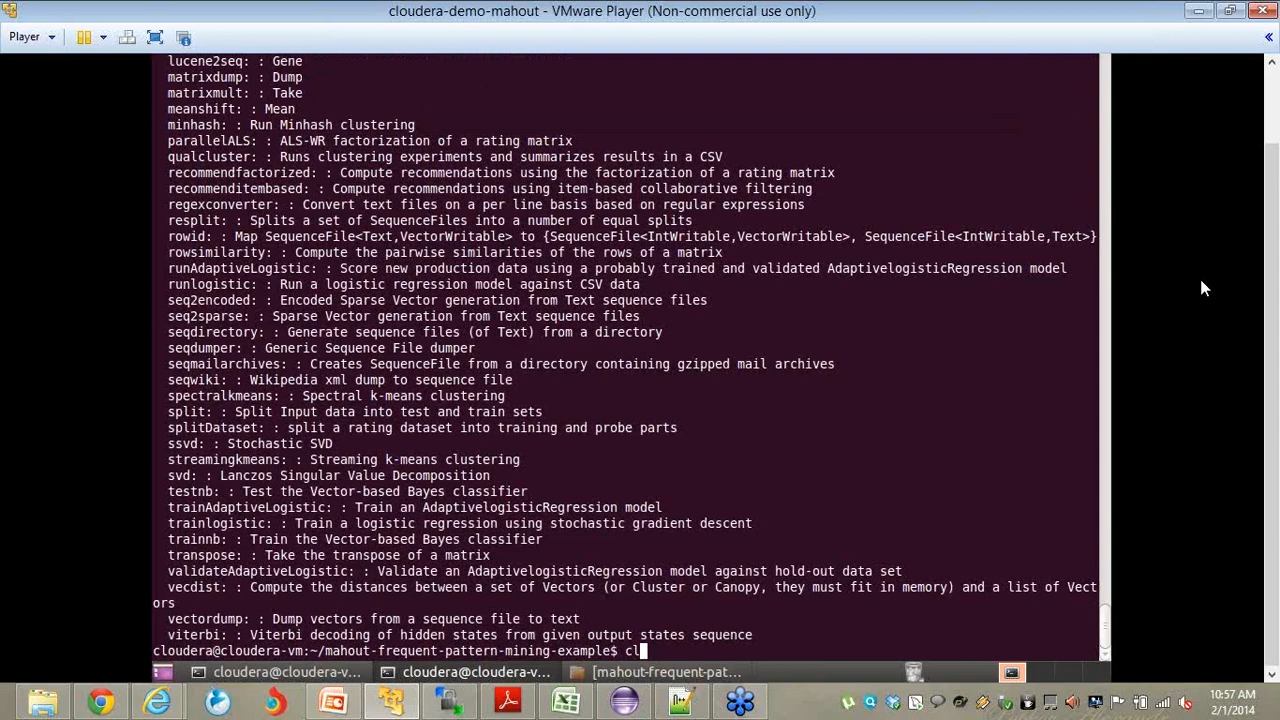 cloudera-demo-mahout - VMware Player (Non-commercial use only)
Player
lucene2seq: : Gene
matrixdump: : Dump
matrixmult: : Take
meanshift: : Mean
minhash: : Run Minhash clustering
parallelALS: : ALS-WR factorization of a rating matrix
qualcluster: : Runs clustering experiments and summarizes results in a CSV
recommendfactorized: : Compute recommendations using the factorization of a rating matrix
recommenditembased: : Compute recommendations using item-based collaborative filtering
regexconverter: : Convert text files on a per line basis based on regular expressions
resplit: : Splits a set of SequenceFiles into a number of equal splits
rowid: : Map SequenceFile<Text,VectorWritable> to {SequenceFile<IntWritable,VectorWritable>, SequenceFile<IntWritable,Text>}
rowsimilarity: : Compute the pairwise similarities of the rows of a matrix
runAdaptiveLogistic: : Score new production data using a probably trained and validated AdaptivelogisticRegression model
runlogistic: : Run a logistic regression model against CSV data
seq2encoded: : Encoded Sparse Vector generation from Text sequence files
seq2sparse: : Sparse Vector generation from Text sequence files
seqdirectory: : Generate sequence files (of Text) from a directory
seqdumper: : Generic Sequence File dumper
seqmailarchives: : Creates SequenceFile from a directory containing gzipped mail archives
seqwiki: : Wikipedia xml dump to sequence file
spectralkmeans: : Spectral k-means clustering
split: : Split Input data into test and train sets
splitDataset: : split a rating dataset into training and probe parts
ssvd: : Stochastic SVD
streamingkmeans: : Streaming k-means clustering
svd: : Lanczos Singular Value Decomposition
testnb: : Test the Vector-based Bayes classifier
trainAdaptiveLogistic: : Train an AdaptivelogisticRegression model
trainlogistic: : Train a logistic regression using stochastic gradient descent
trainnb: : Train the Vector-based Bayes classifier
transpose: : Take the transpose of a matrix
validateAdaptiveLogistic: : Validate an AdaptivelogisticRegression model against hold-out data set
vecdist: : Compute the distances between a set of Vectors (or Cluster or Canopy, they must fit in memory) and a list of Vect
ors
vectordump: : Dump vectors from a sequence file to text
viterbi: : Viterbi decoding of hidden states from given output states sequence
cloudera@cloudera-vm:~/mahout-frequent-pattern-mining-example$ cl
cloudera@cloudera-v... cloudera@cloudera-v... [mahout-frequent-pat...
10:57 AM
2/1/2014